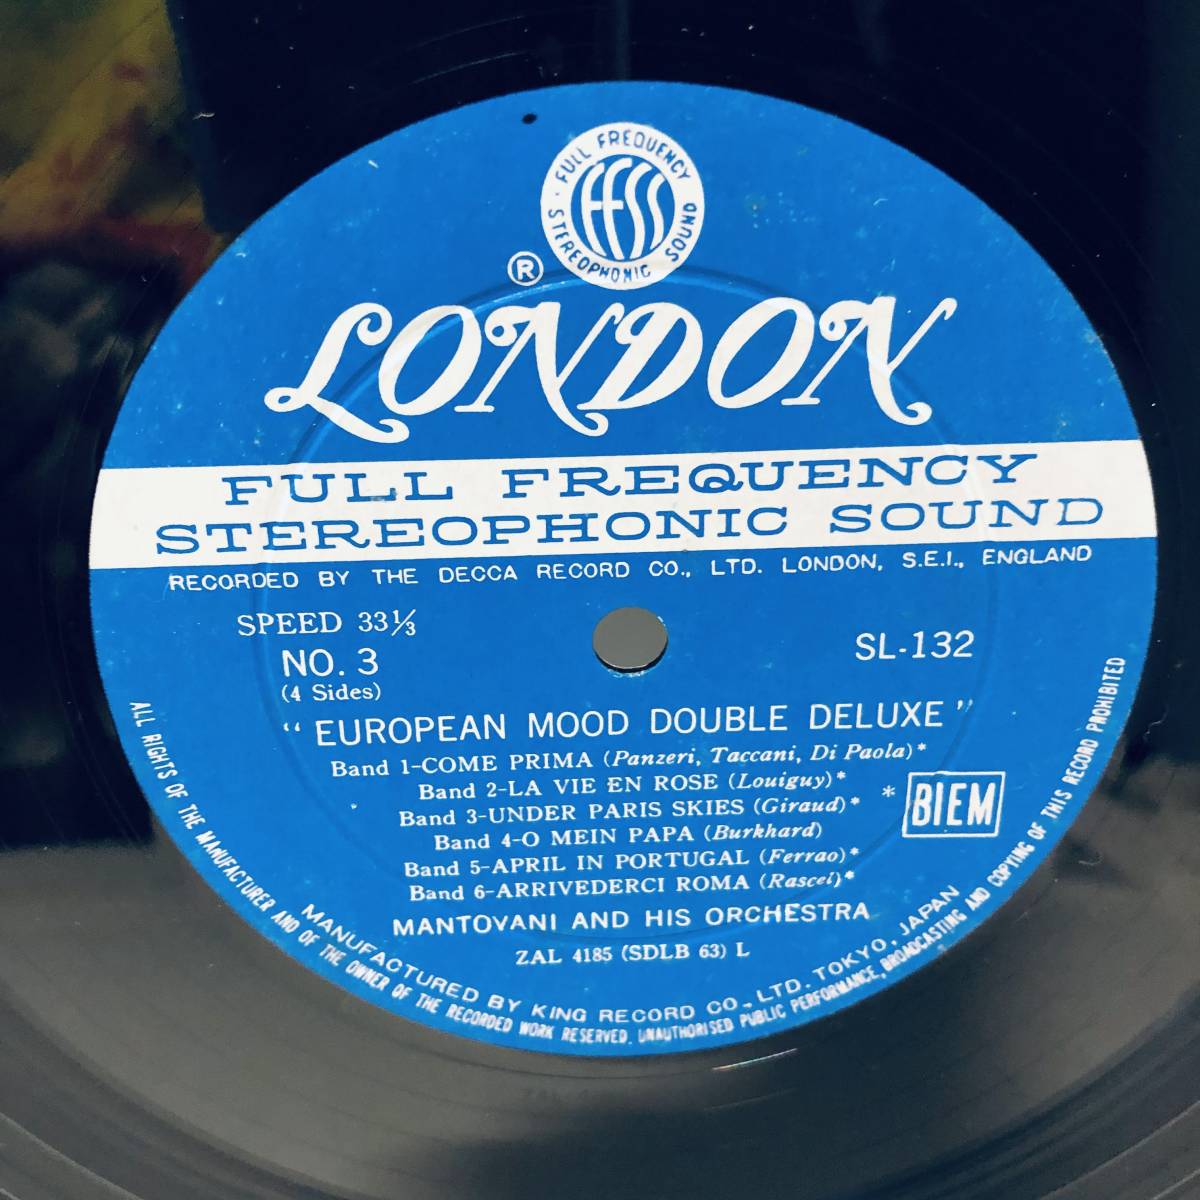 FULL FREQUENCY
STEREOPHONIC SOUND
FFSS
®
LONDON
FULL FREQUENCY
STEREOPHONIC SOUND
RECORDED BY THE DECCA RECORD CO., LTD. LONDON, S.E.I., ENGLAND
SPEED 33⅓
NO. 3
(4 Sides)
SL-132
"EUROPEAN MOOD DOUBLE DELUXE"
Band 1-COME PRIMA (Panzeri, Taccani, Di Paola)*
Band 2-LA VIE EN ROSE (Louiguy)*
Band 3-UNDER PARIS SKIES (Giraud)*
Band 4-O MEIN PAPA (Burkhard)
Band 5-APRIL IN PORTUGAL (Ferrao)*
Band 6-ARRIVEDERCI ROMA (Rascel)*
* BIEM
MANTOVANI AND HIS ORCHESTRA
ZAL 4185 (SDLB 63) L
MANUFACTURED BY KING RECORD CO., LTD. TOKYO, JAPAN
ALL RIGHTS OF THE MANUFACTURER AND OF THE OWNER OF THE RECORDED WORK RESERVED. UNAUTHORISED PUBLIC PERFORMANCE, BROADCASTING AND COPYING OF THIS RECORD PROHIBITED